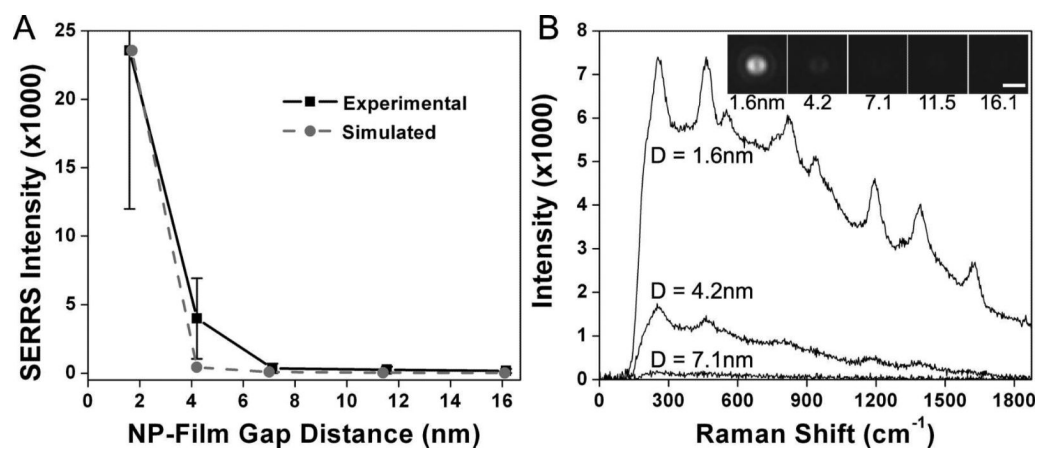 A
SERRS Intensity (x1000)
25
20
15
10
5
0
0 2 4 6 8 10 12 14 16
NP-Film Gap Distance (nm)
Experimental
Simulated
B
Intensity (x1000)
8
7
6
5
4
3
2
1
0
0 300 600 900 1200 1500 1800
Raman Shift (cm⁻¹)
1.6nm 4.2 7.1 11.5 16.1
D = 1.6nm
D = 4.2nm
D = 7.1nm